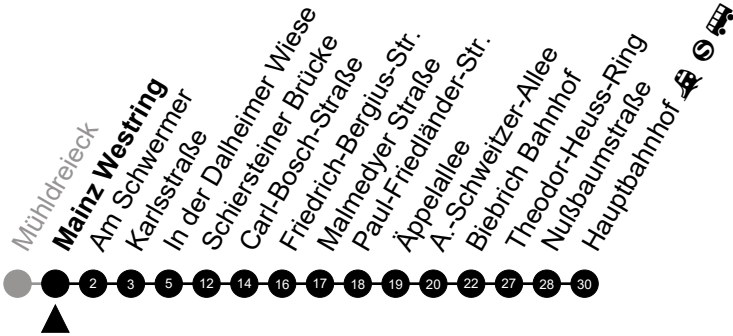 Mühldreieck
Mainz Westring
Am Schwermer
Karlsstraße
In der Dalheimer Wiese
Schiersteiner Brücke
Carl-Bosch-Straße
Friedrich-Bergius-Str.
Malmedyer Straße
Paul-Friedländer-Str.
Äppelallee
A.-Schweitzer-Allee
Biebrich Bahnhof
Theodor-Heuss-Ring
Nußbaumstraße
Hauptbahnhof S
2 3 5 12 14 16 17 18 19 20 22 27 28 30